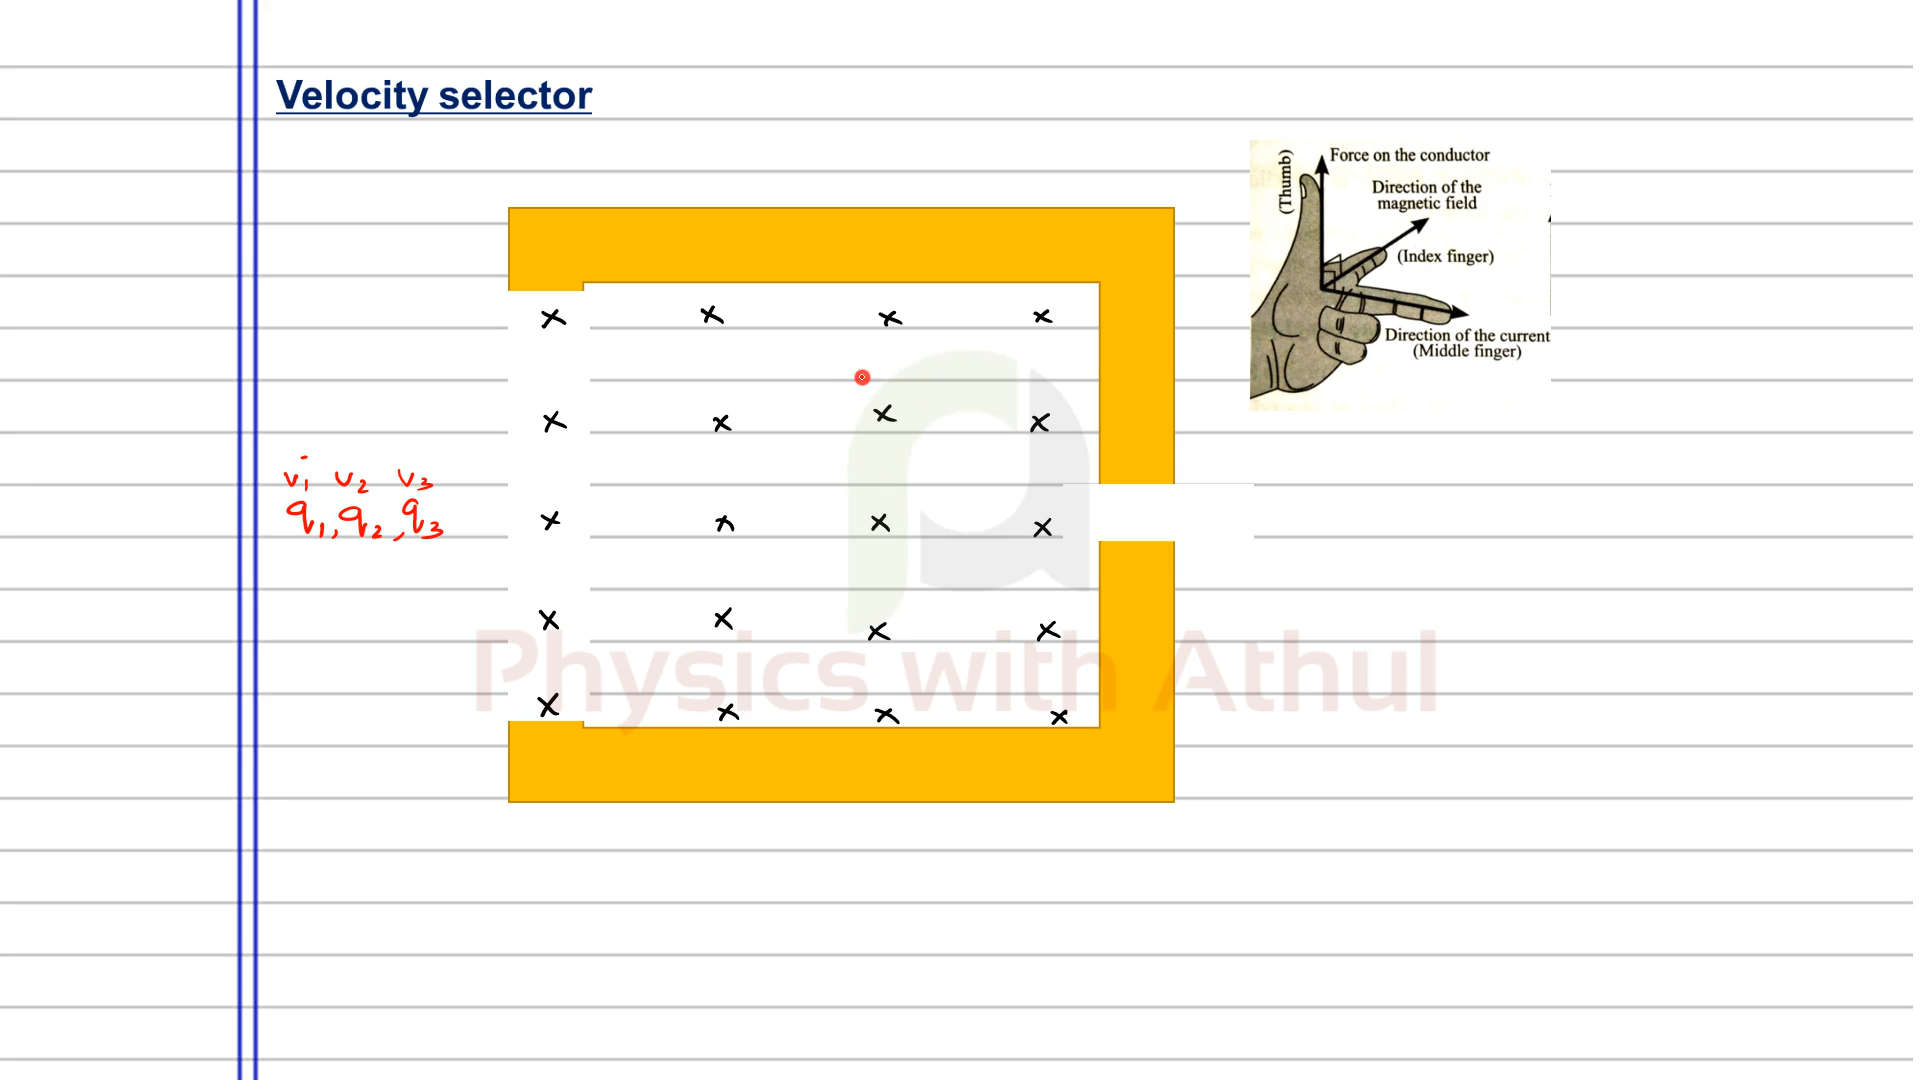 Velocity selector
(Thumb)
Force on the conductor
Direction of the
magnetic field
(Index finger)
Direction of the current
(Middle finger)
× × × ×
× × × ×
v₁ v₂ v₃
q₁, q₂, q₃
× × × ×
× × × ×
× × × ×
Physics with Athul